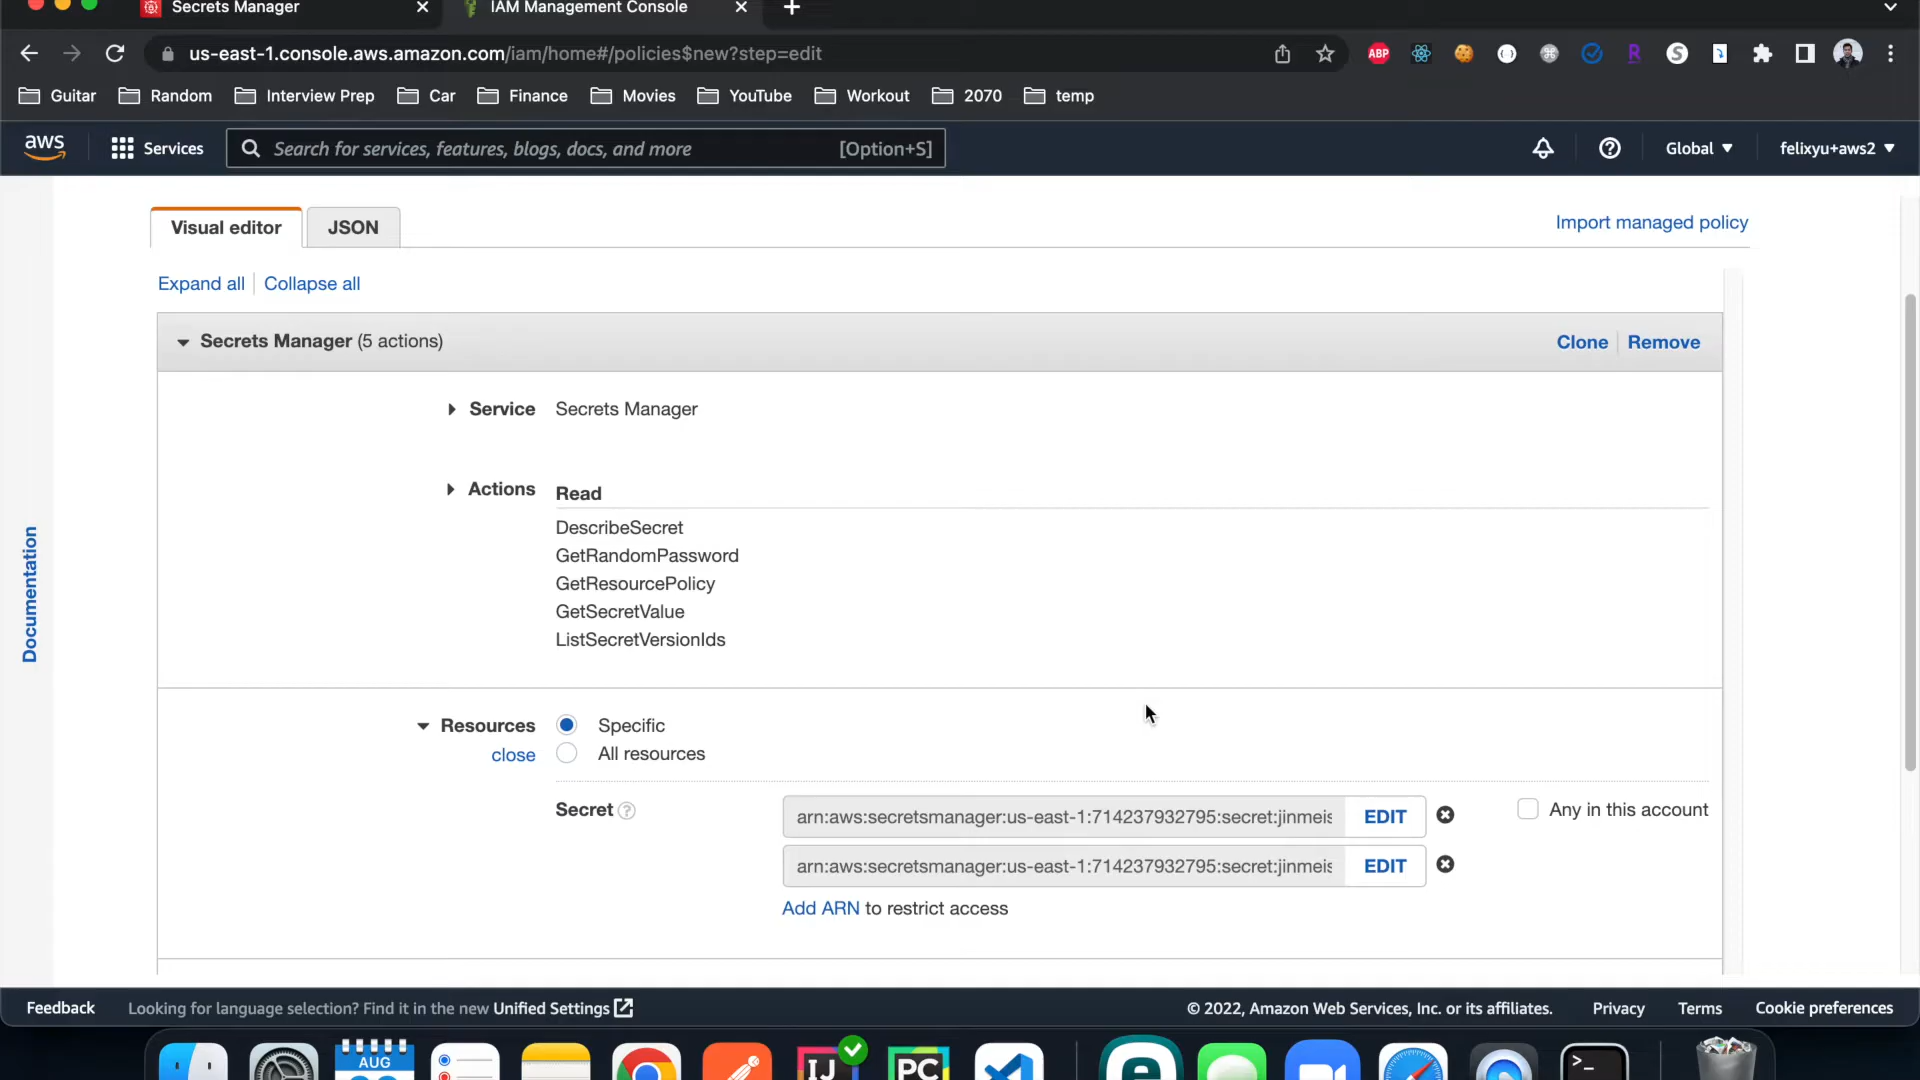 Secrets Manager
IAM Management Console
us-east-1.console.aws.amazon.com/iam/home#/policies$new?step=edit
ABP
Guitar
Random
Interview Prep
Car
Finance
Movies
YouTube
Workout
2070
temp
aws
Services
Search for services, features, blogs, docs, and more
[Option+S]
Global
felixyu+aws2
Visual editor
JSON
Import managed policy
Expand all
Collapse all
Secrets Manager (5 actions)
Clone
Remove
Service
Secrets Manager
Actions
Read
DescribeSecret
GetRandomPassword
GetResourcePolicy
GetSecretValue
ListSecretVersionIds
Documentation
Resources
close
Specific
All resources
Secret
arn:aws:secretsmanager:us-east-1:714237932795:secret:jinmeis
EDIT
Any in this account
arn:aws:secretsmanager:us-east-1:714237932795:secret:jinmeis
EDIT
Add ARN to restrict access
Feedback
Looking for language selection? Find it in the new Unified Settings
© 2022, Amazon Web Services, Inc. or its affiliates.
Privacy
Terms
Cookie preferences
AUG
IJ
PC
>_